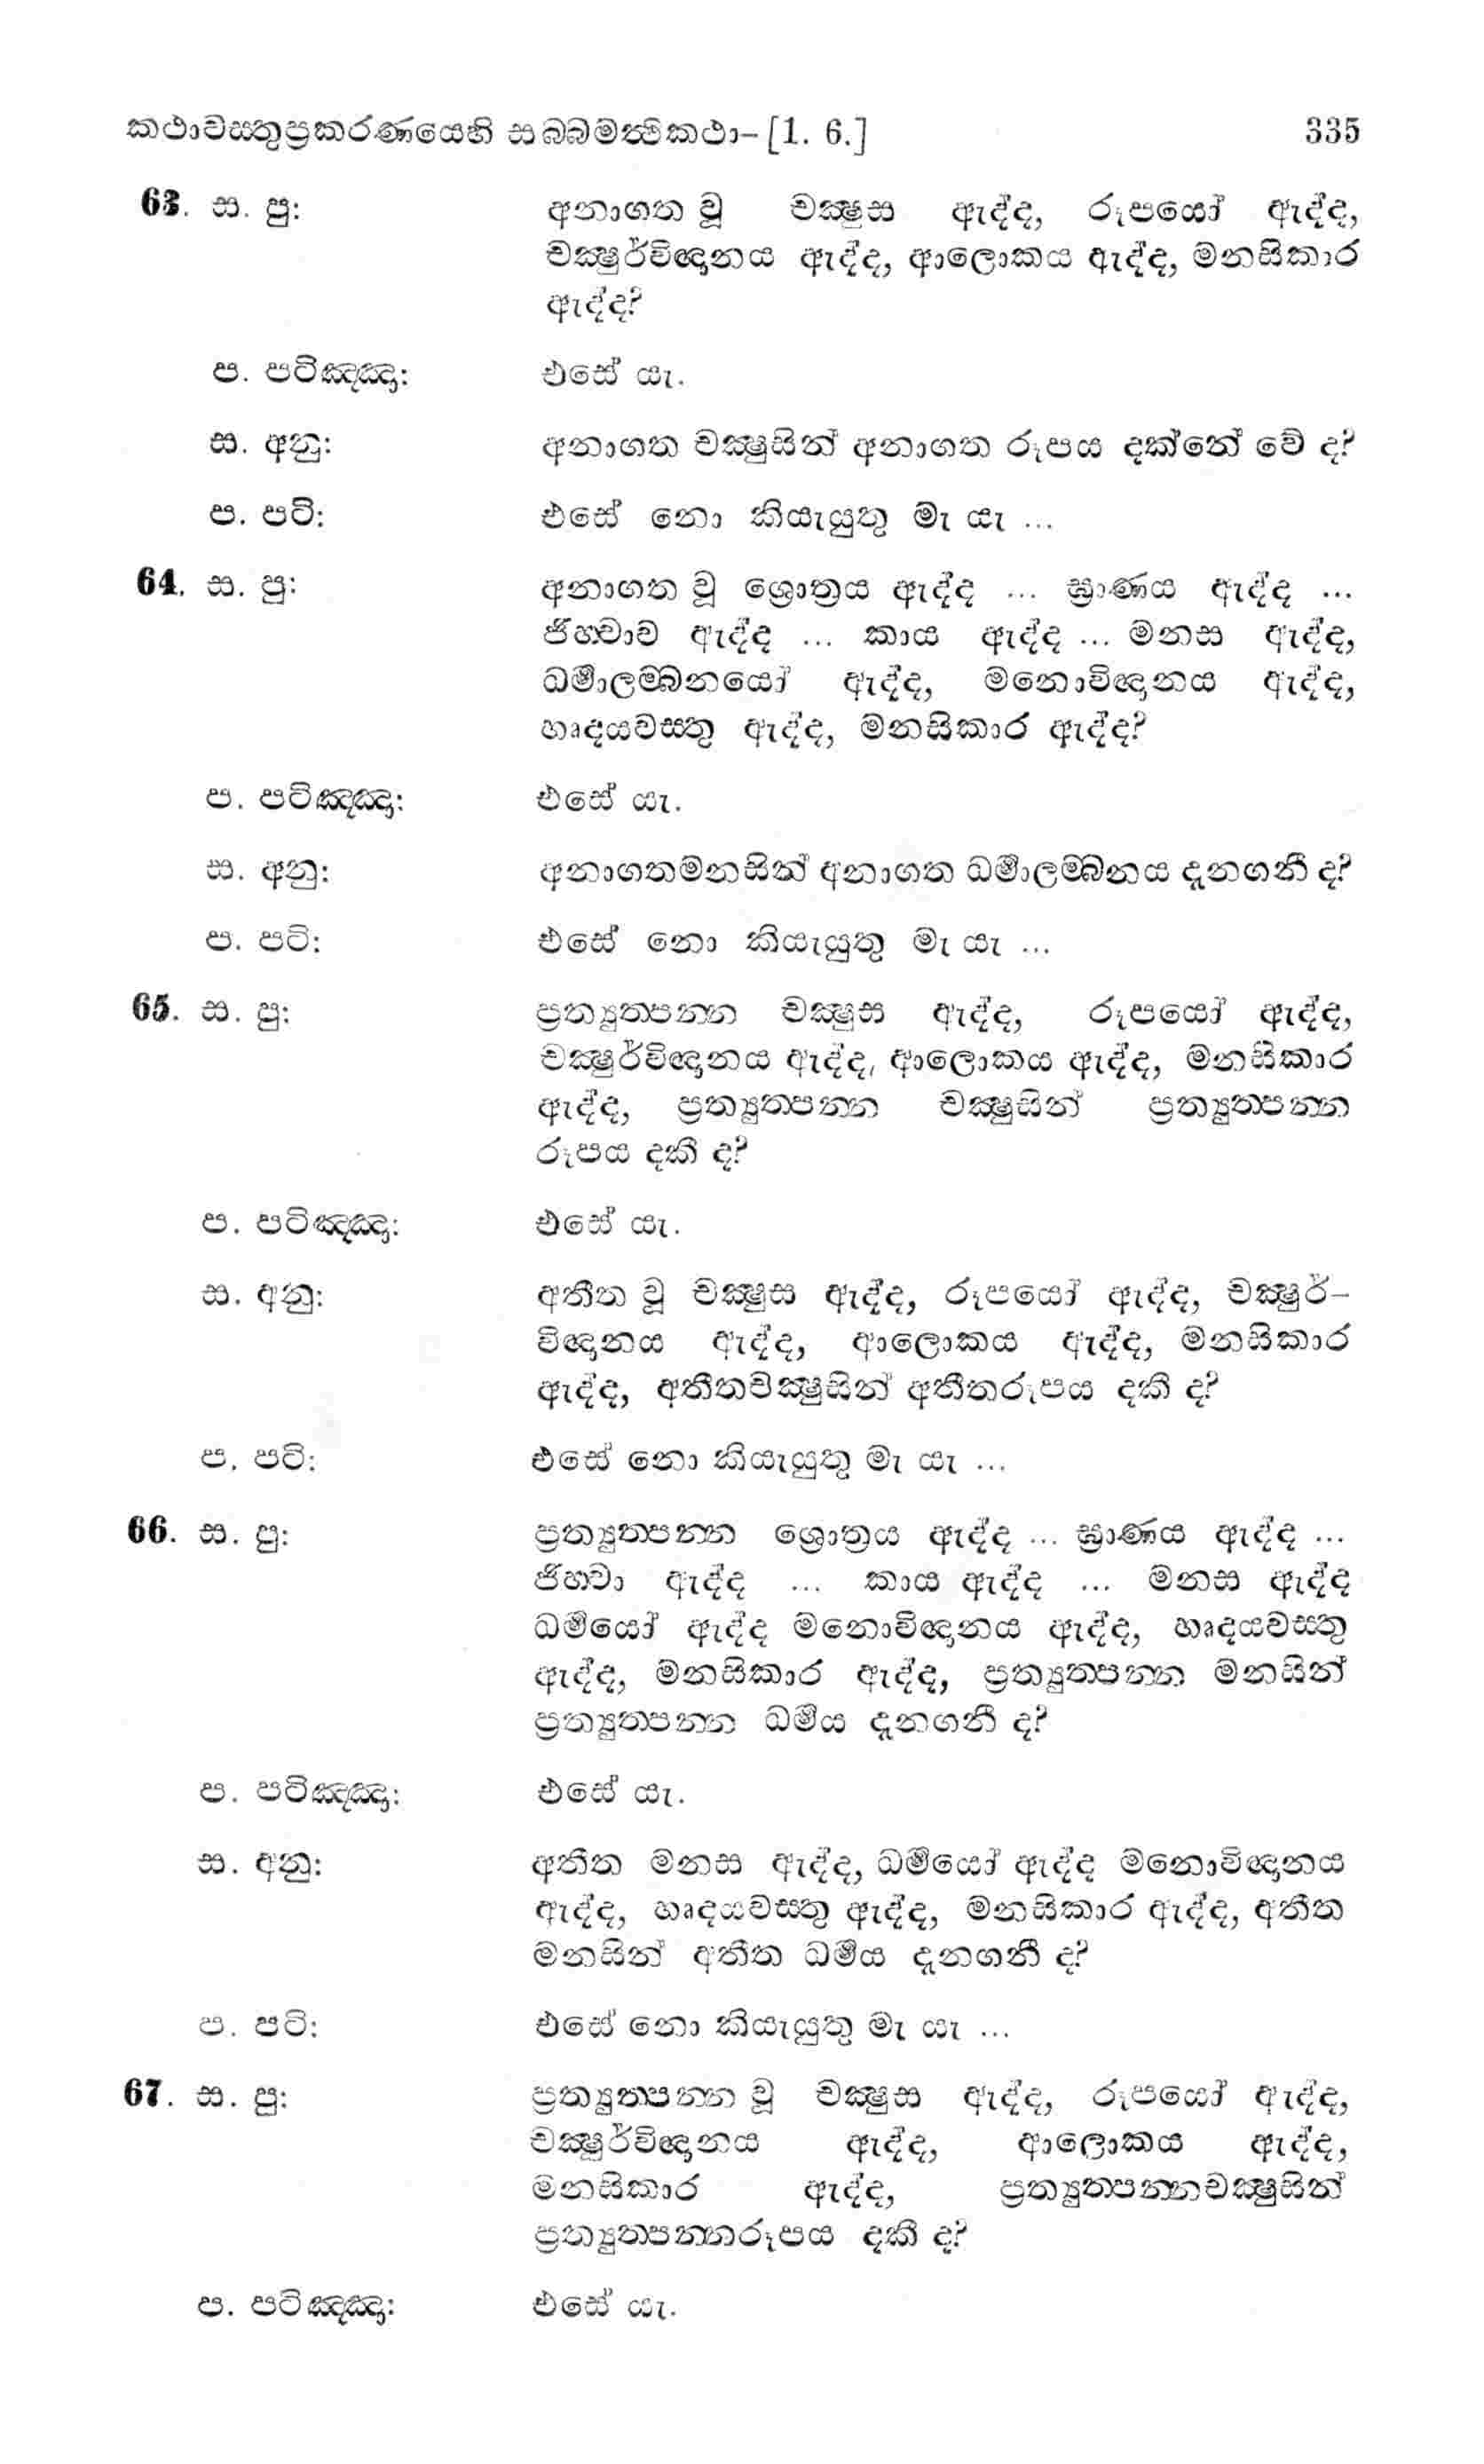 කථාවස්තුප්‍රකරණයෙහි සබ්බමත්ථිකථා–[1. 6.] 335
63. ස. පු: අනාගත වූ චක්ෂුස ඇද්ද, රූපයෝ ඇද්ද,
චක්ෂුර්විඥානය ඇද්ද, ආලොකය ඇද්ද, මනසිකාර
ඇද්ද?
ප. පටිඤ්ඤා: එසේ යැ.
ස. අනු: අනාගත චක්ෂුසින් අනාගත රූපය දක්නේ වේ ද?
ප. පටි: එසේ නො කියැයුතු මැ යැ ...
64. ස. පු: අනාගත වූ ශ්‍රොත්‍රය ඇද්ද ... ඝ්‍රාණය ඇද්ද ...
ජිහ්වාව ඇද්ද ... කාය ඇද්ද ... මනස ඇද්ද,
ධර්‍මාලම්බනයෝ ඇද්ද, මනොවිඥානය ඇද්ද,
හෘදයවස්තු ඇද්ද, මනසිකාර ඇද්ද?
ප. පටිඤ්ඤා: එසේ යැ.
ස. අනු: අනාගතමනසින් අනාගත ධර්‍මාලම්බනය දැනගනී ද?
ප. පටි: එසේ නො කියැයුතු මැ යැ ...
65. ස. පු: ප්‍රත්‍යුත්පන්න චක්ෂුස ඇද්ද, රූපයෝ ඇද්ද,
චක්ෂුර්විඥානය ඇද්ද, ආලොකය ඇද්ද, මනසිකාර
ඇද්ද, ප්‍රත්‍යුත්පන්න චක්ෂුසින් ප්‍රත්‍යුත්පන්න
රූපය දකී ද?
ප. පටිඤ්ඤා: එසේ යැ.
ස. අනු: අතීත වූ චක්ෂුස ඇද්ද, රූපයෝ ඇද්ද, චක්ෂුර්–
විඥානය ඇද්ද, ආලොකය ඇද්ද, මනසිකාර
ඇද්ද, අතීතචක්ෂුසින් අතීතරූපය දකී ද?
ප. පටි: එසේ නො කියැයුතු මැ යැ ...
66. ස. පු: ප්‍රත්‍යුත්පන්න ශ්‍රොත්‍රය ඇද්ද ... ඝ්‍රාණය ඇද්ද ...
ජිහ්වා ඇද්ද ... කාය ඇද්ද ... මනස ඇද්ද
ධර්‍මයෝ ඇද්ද මනොවිඥානය ඇද්ද, හෘදයවස්තු
ඇද්ද, මනසිකාර ඇද්ද, ප්‍රත්‍යුත්පන්න මනසින්
ප්‍රත්‍යුත්පන්න ධර්‍මය දැනගනී ද?
ප. පටිඤ්ඤා: එසේ යැ.
ස. අනු: අතීත මනස ඇද්ද, ධර්‍මයෝ ඇද්ද මනොවිඥානය
ඇද්ද, හෘදයවස්තු ඇද්ද, මනසිකාර ඇද්ද, අතීත
මනසින් අතීත ධර්‍මය දැනගනී ද?
ප. පටි: එසේ නො කියැයුතු මැ යැ ...
67. ස. පු: ප්‍රත්‍යුත්පන්න වූ චක්ෂුස ඇද්ද, රූපයෝ ඇද්ද,
චක්ෂුර්විඥානය ඇද්ද, ආලොකය ඇද්ද,
මනසිකාර ඇද්ද, ප්‍රත්‍යුත්පන්නචක්ෂුසින්
ප්‍රත්‍යුත්පන්නරූපය දකී ද?
ප. පටිඤ්ඤා: එසේ යැ.